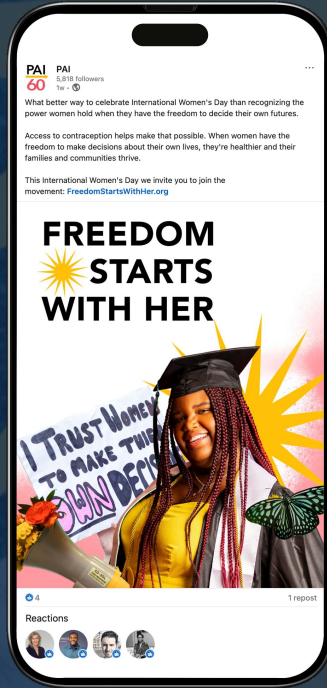 PAI
60
PAI
5,818 followers
1w •
What better way to celebrate International Women's Day than recognizing the
power women hold when they have the freedom to decide their own futures.
Access to contraception helps make that possible. When women have the
freedom to make decisions about their own lives, they're healthier and their
families and communities thrive.
This International Women's Day we invite you to join the
movement: FreedomStartsWithHer.org
FREEDOM
STARTS
WITH HER
I TRUST WOMEN
TO MAKE THEIR
OWN DECIS
4
1 repost
Reactions